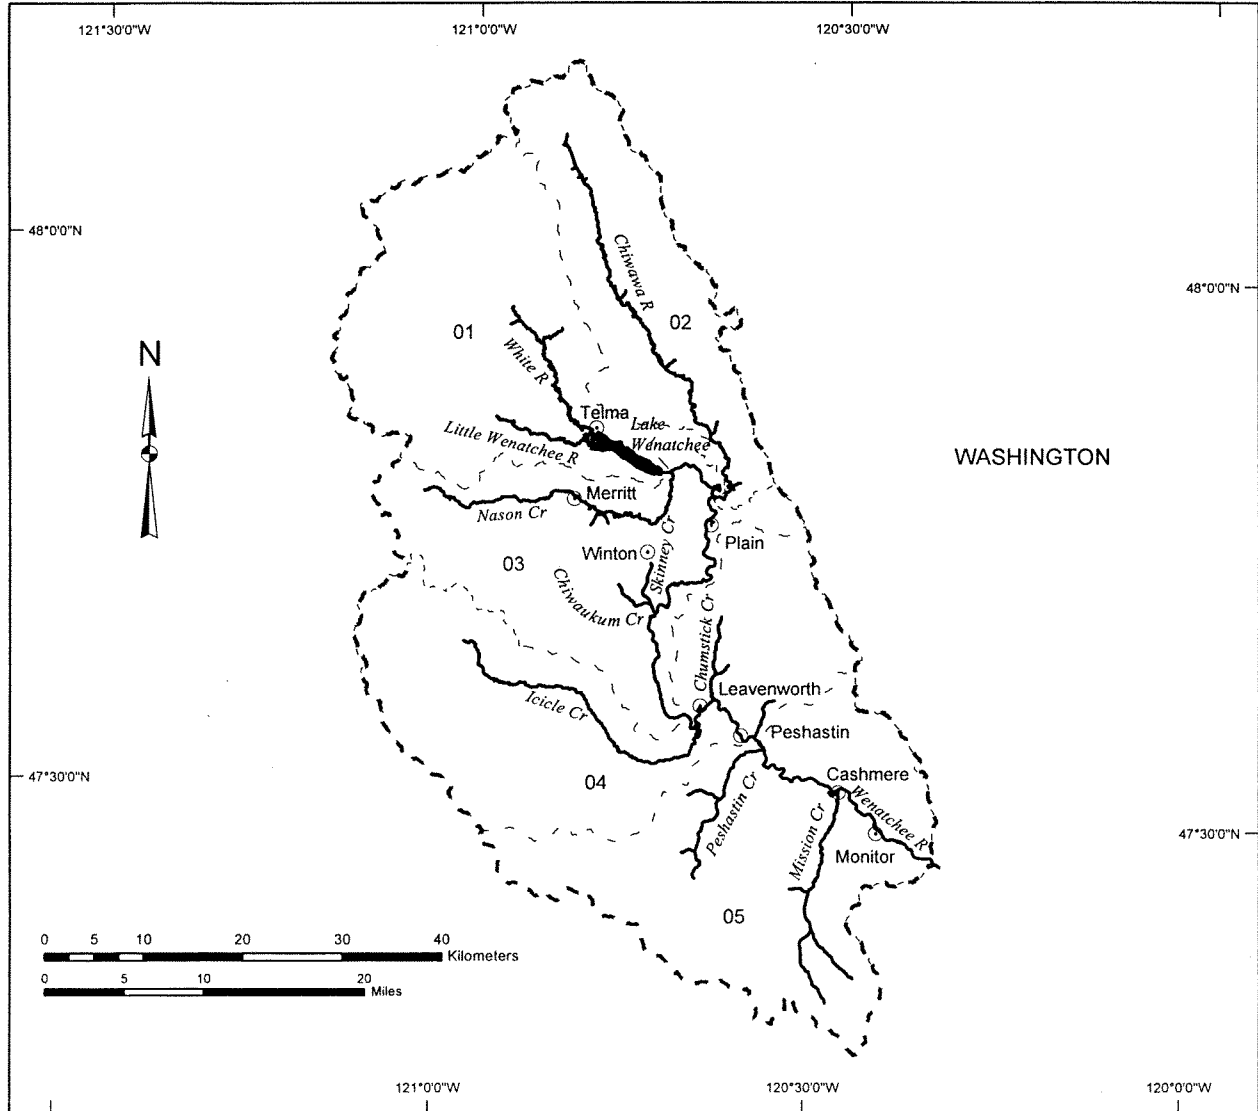 121°30'0"W
121°0'0"W
120°30'0"W
48°0'0"N
48°0'0"N
Chiwawa R
02
01
N
White R
Telma
Lake
Wenatchee
Little Wenatchee R
WASHINGTON
Merritt
Nason Cr
Skinney Cr
Plain
Winton
03
Chiwaukum Cr
Chumstick Cr
Leavenworth
Icicle Cr
Peshastin
47°30'0"N
Cashmere
04
Peshastin Cr
Mission Cr
Wenatchee R
47°30'0"N
Monitor
05
0 5 10 20 30 40
Kilometers
0 5 10 20
Miles
121°0'0"W
120°30'0"W
120°0'0"W